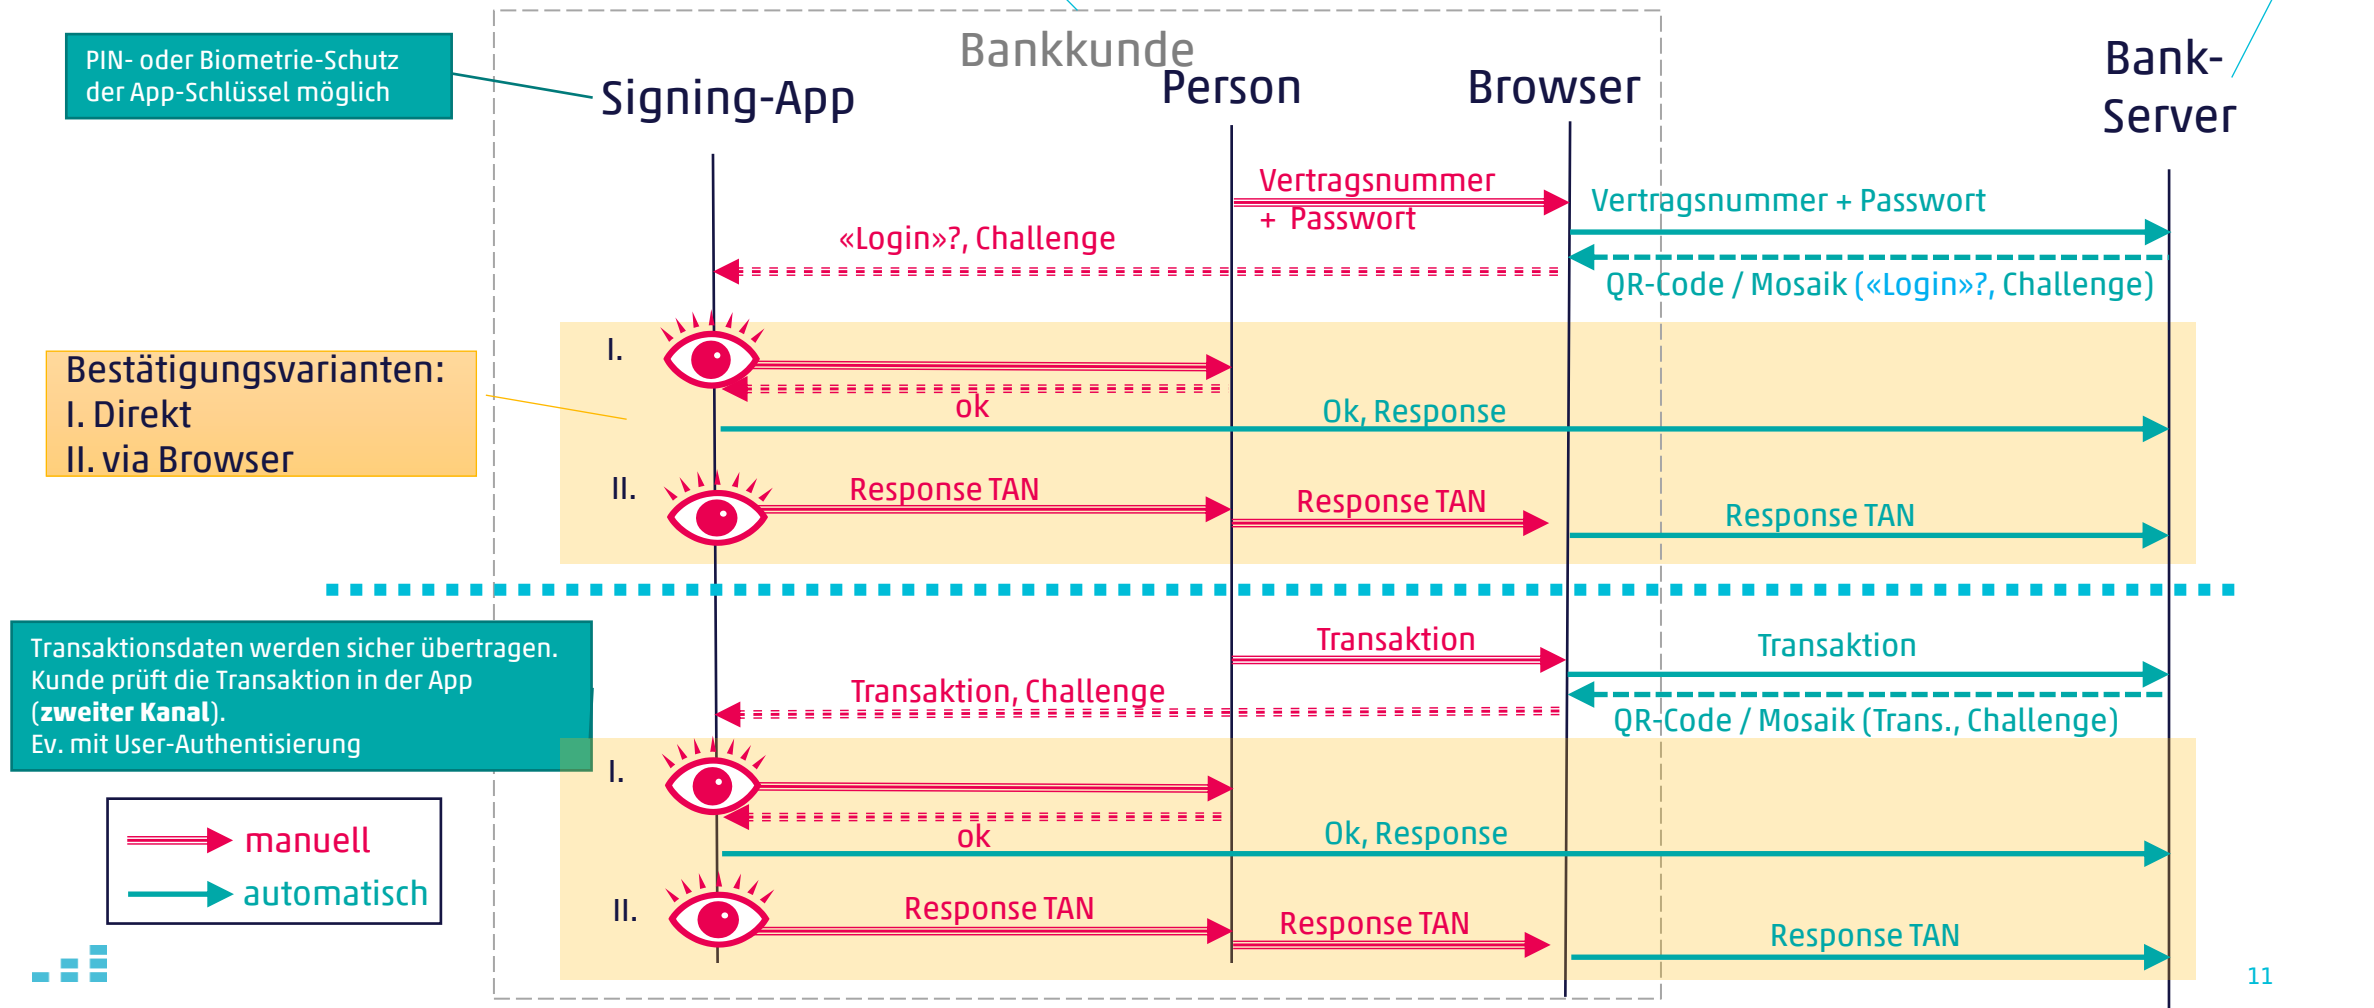 Bankkunde
PIN- oder Biometrie-Schutz
der App-Schlüssel möglich
Signing-App
Person
Browser
Bank-
Server
Vertragsnummer
+ Passwort
Vertragsnummer + Passwort
«Login»?, Challenge
QR-Code / Mosaik («Login»?, Challenge)
Bestätigungsvarianten:
I. Direkt
II. via Browser
I.
ok
Ok, Response
II.
Response TAN
Response TAN
Response TAN
Transaktionsdaten werden sicher übertragen.
Kunde prüft die Transaktion in der App
(zweiter Kanal).
Ev. mit User-Authentisierung
Transaktion
Transaktion
Transaktion, Challenge
QR-Code / Mosaik (Trans., Challenge)
I.
ok
Ok, Response
II.
Response TAN
Response TAN
Response TAN
manuell
automatisch
11